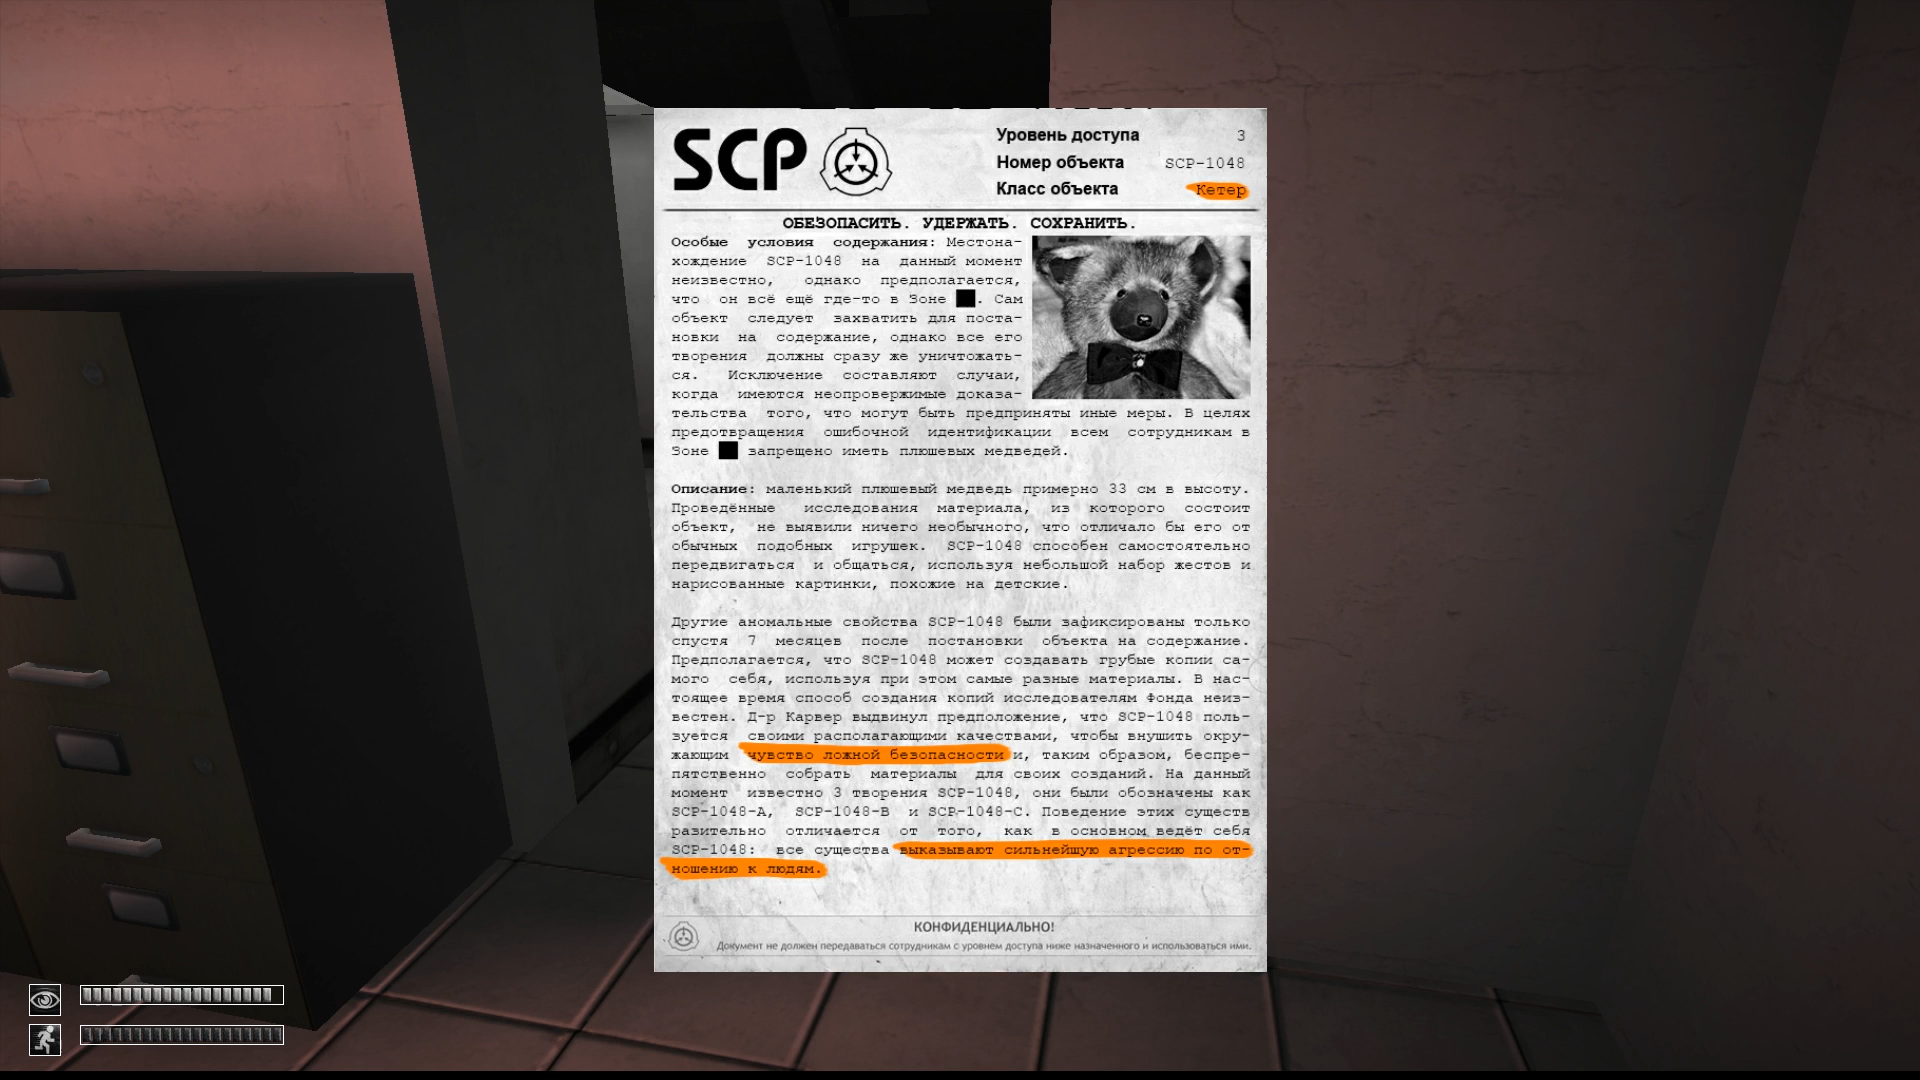 SCP
Уровень доступа 3
Номер объекта SCP-1048
Класс объекта Кетер
ОБЕЗОПАСИТЬ. УДЕРЖАТЬ. СОХРАНИТЬ.
Особые условия содержания: Местона-
хождение SCP-1048 на данный момент
неизвестно, однако предполагается,
что он всё ещё где-то в Зоне ██. Сам
объект следует захватить для поста-
новки на содержание, однако все его
творения должны сразу же уничтожать-
ся. Исключение составляют случаи,
когда имеются неопровержимые доказа-
тельства того, что могут быть предприняты иные меры. В целях
предотвращения ошибочной идентификации всем сотрудникам в
Зоне ██ запрещено иметь плюшевых медведей.
Описание: маленький плюшевый медведь примерно 33 см в высоту.
Проведённые исследования материала, из которого состоит
объект, не выявили ничего необычного, что отличало бы его от
обычных подобных игрушек. SCP-1048 способен самостоятельно
передвигаться и общаться, используя небольшой набор жестов и
нарисованные картинки, похожие на детские.
Другие аномальные свойства SCP-1048 были зафиксированы только
спустя 7 месяцев после постановки объекта на содержание.
Предполагается, что SCP-1048 может создавать грубые копии са-
мого себя, используя при этом самые разные материалы. В нас-
тоящее время способ создания копий исследователям Фонда неиз-
вестен. Д-р Карвер выдвинул предположение, что SCP-1048 поль-
зуется своими располагающими качествами, чтобы внушить окру-
жающим чувство ложной безопасности и, таким образом, беспре-
пятственно собрать материалы для своих созданий. На данный
момент известно 3 творения SCP-1048, они были обозначены как
SCP-1048-A, SCP-1048-B и SCP-1048-C. Поведение этих существ
разительно отличается от того, как в основном ведёт себя
SCP-1048: все существа выказывают сильнейшую агрессию по от-
ношению к людям.
КОНФИДЕНЦИАЛЬНО!
Документ не должен передаваться сотрудникам с уровнем доступа ниже назначенного и использоваться ими.